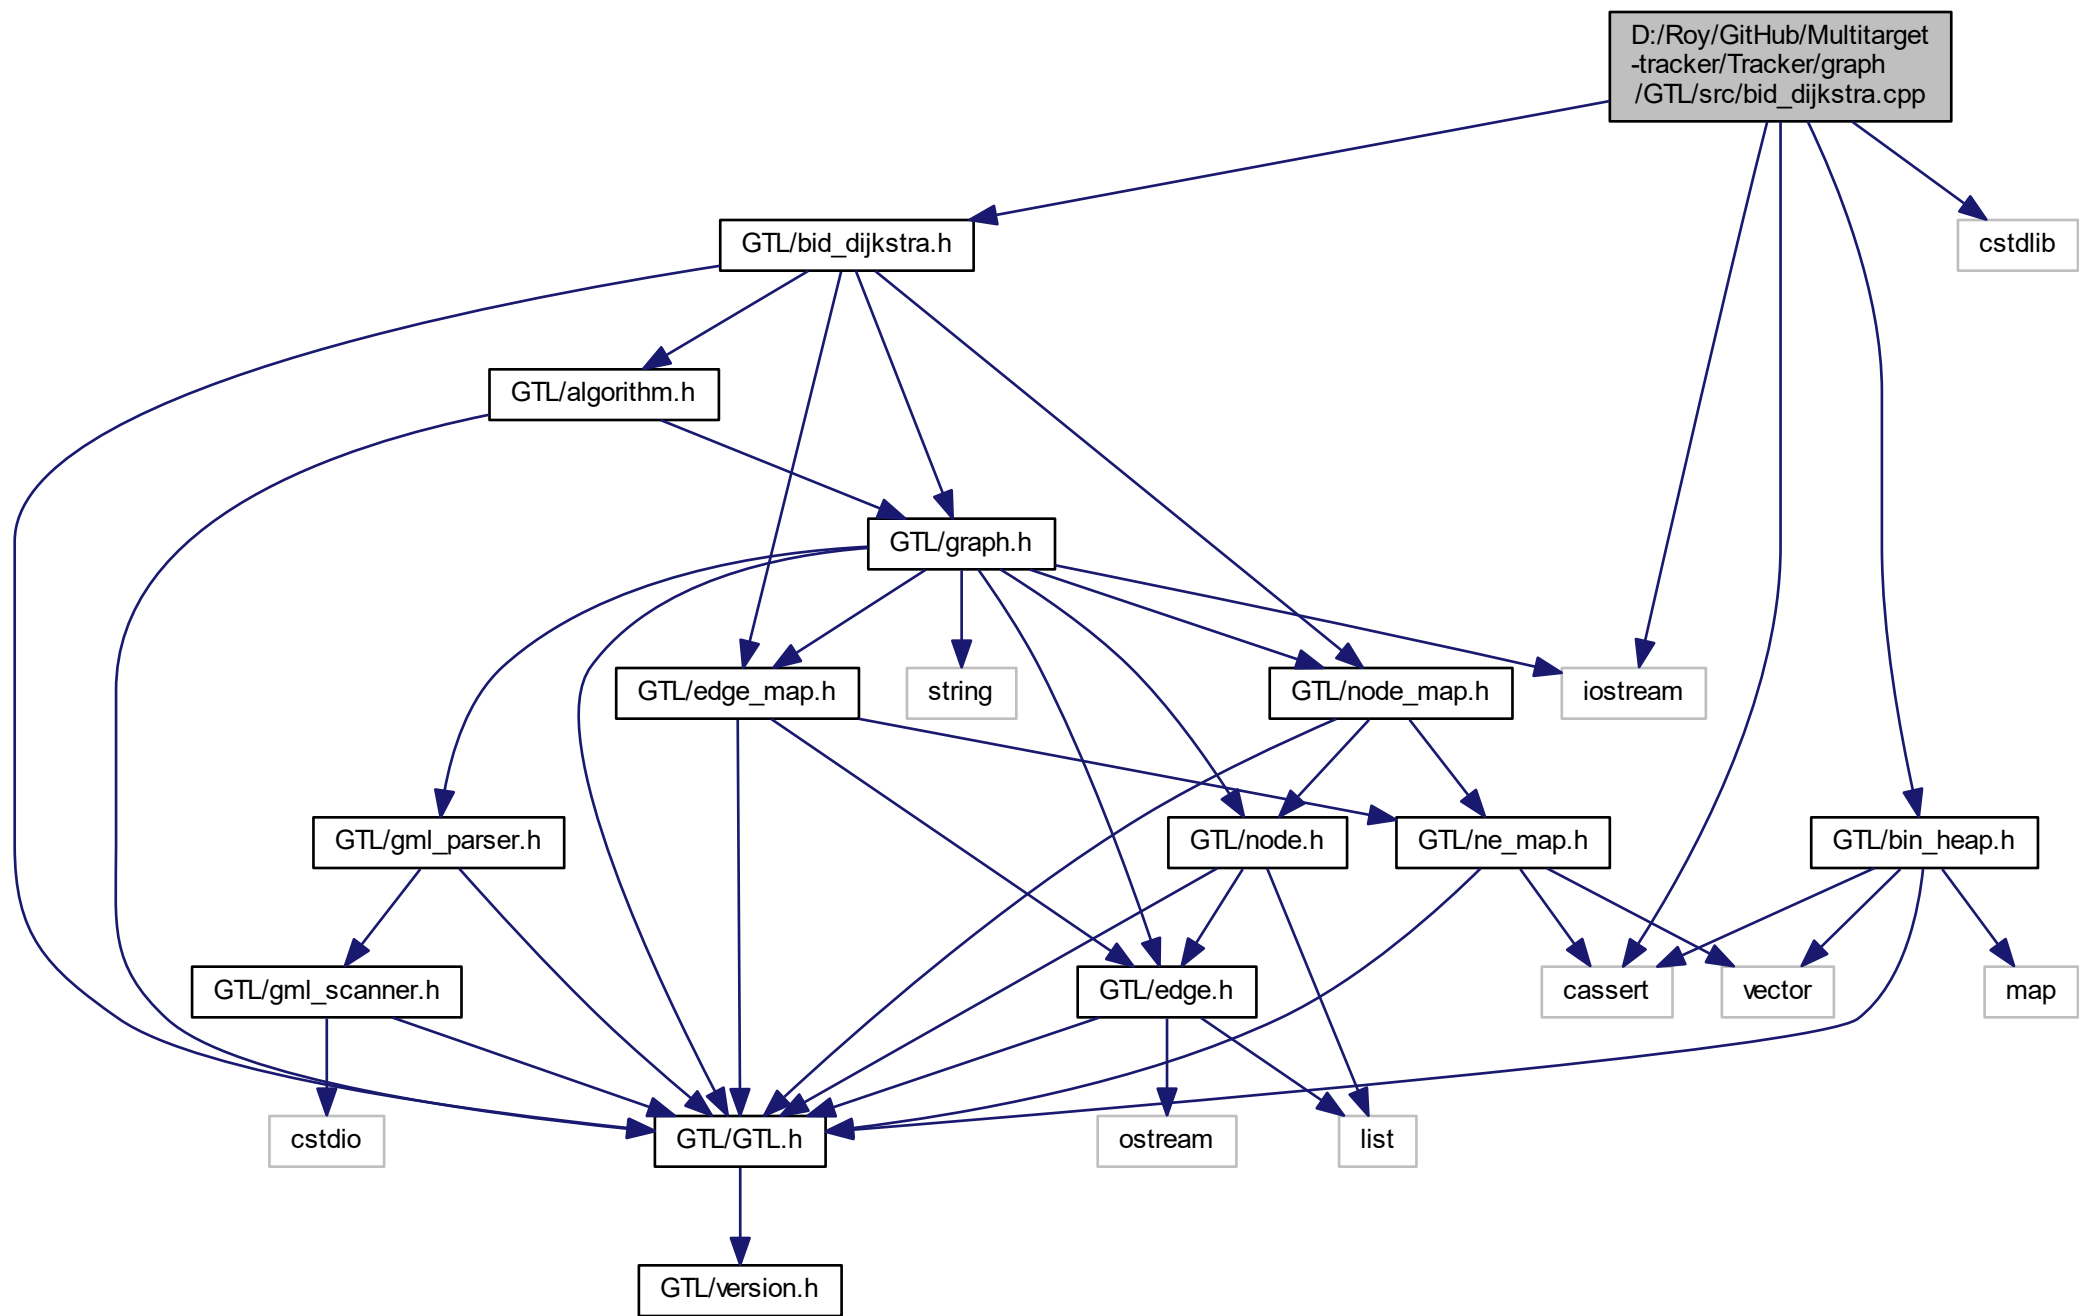 D:/Roy/GitHub/Multitarget
-tracker/Tracker/graph
/GTL/src/bid_dijkstra.cpp
GTL/bid_dijkstra.h
cstdlib
GTL/algorithm.h
GTL/graph.h
GTL/edge_map.h
string
GTL/node_map.h
iostream
GTL/gml_parser.h
GTL/node.h
GTL/ne_map.h
GTL/bin_heap.h
GTL/gml_scanner.h
GTL/edge.h
cassert
vector
map
cstdio
GTL/GTL.h
ostream
list
GTL/version.h